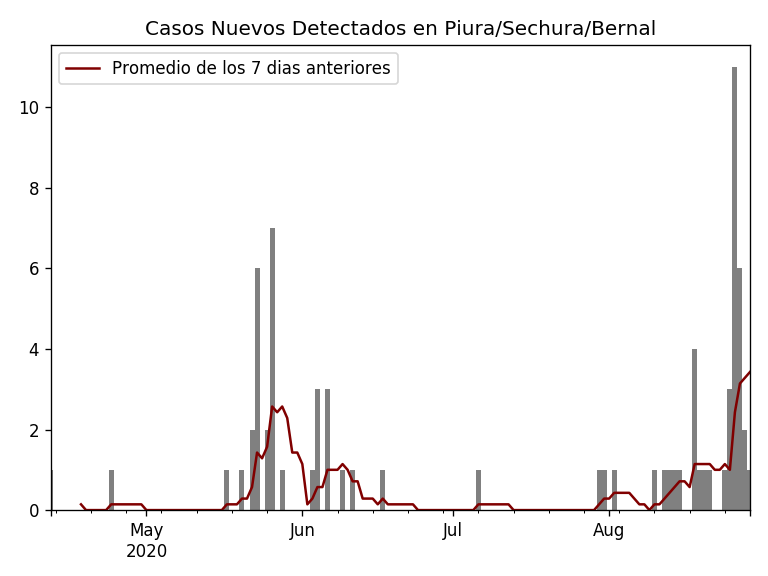 Casos Nuevos Detectados en Piura/Sechura/Bernal
Promedio de los 7 dias anteriores
10
8
6
4
2
0
May
2020
Jun
Jul
Aug